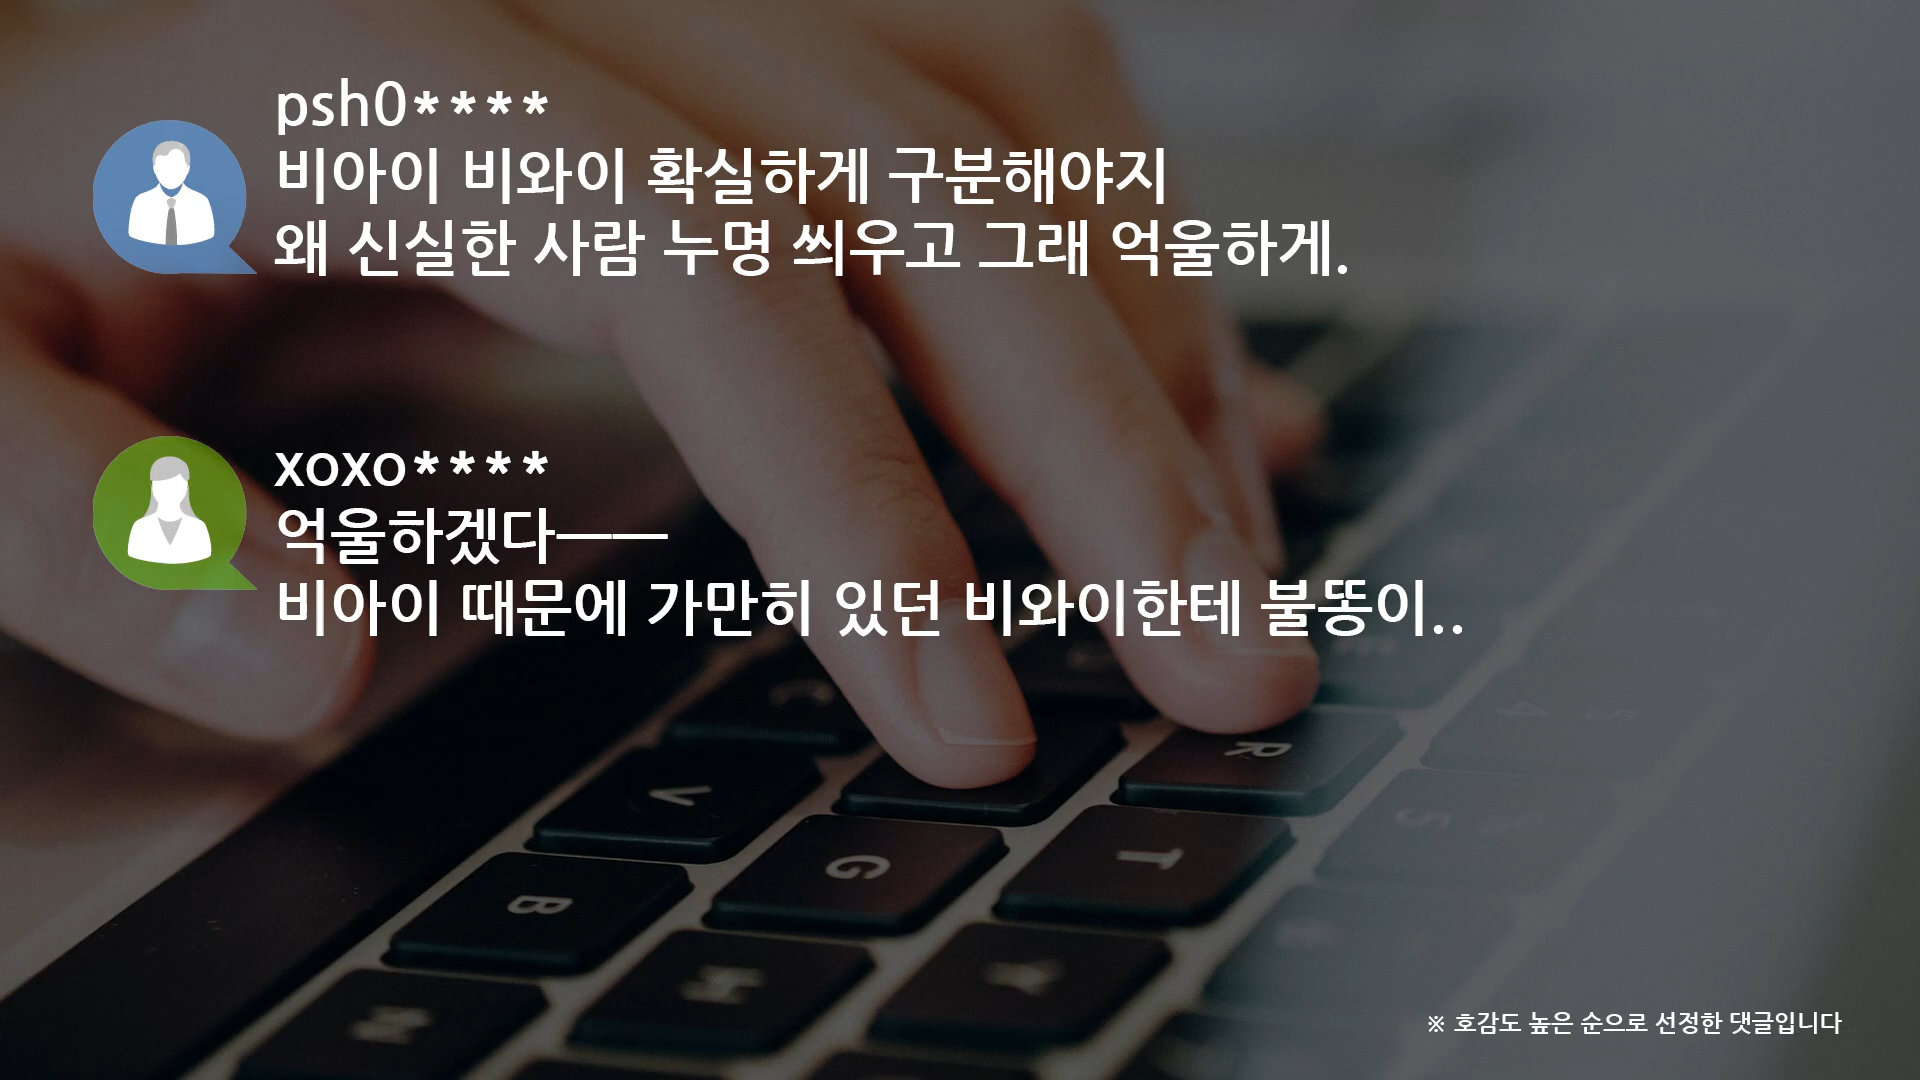 psh0****
비아이 비와이 확실하게 구분해야지
왜 신실한 사람 누명 씌우고 그래 억울하게.
xoxo****
억울하겠다ㅡㅡ
비아이 때문에 가만히 있던 비와이한테 불똥이..
C
R
V
G
T
B
H
Y
N
※ 호감도 높은 순으로 선정한 댓글입니다